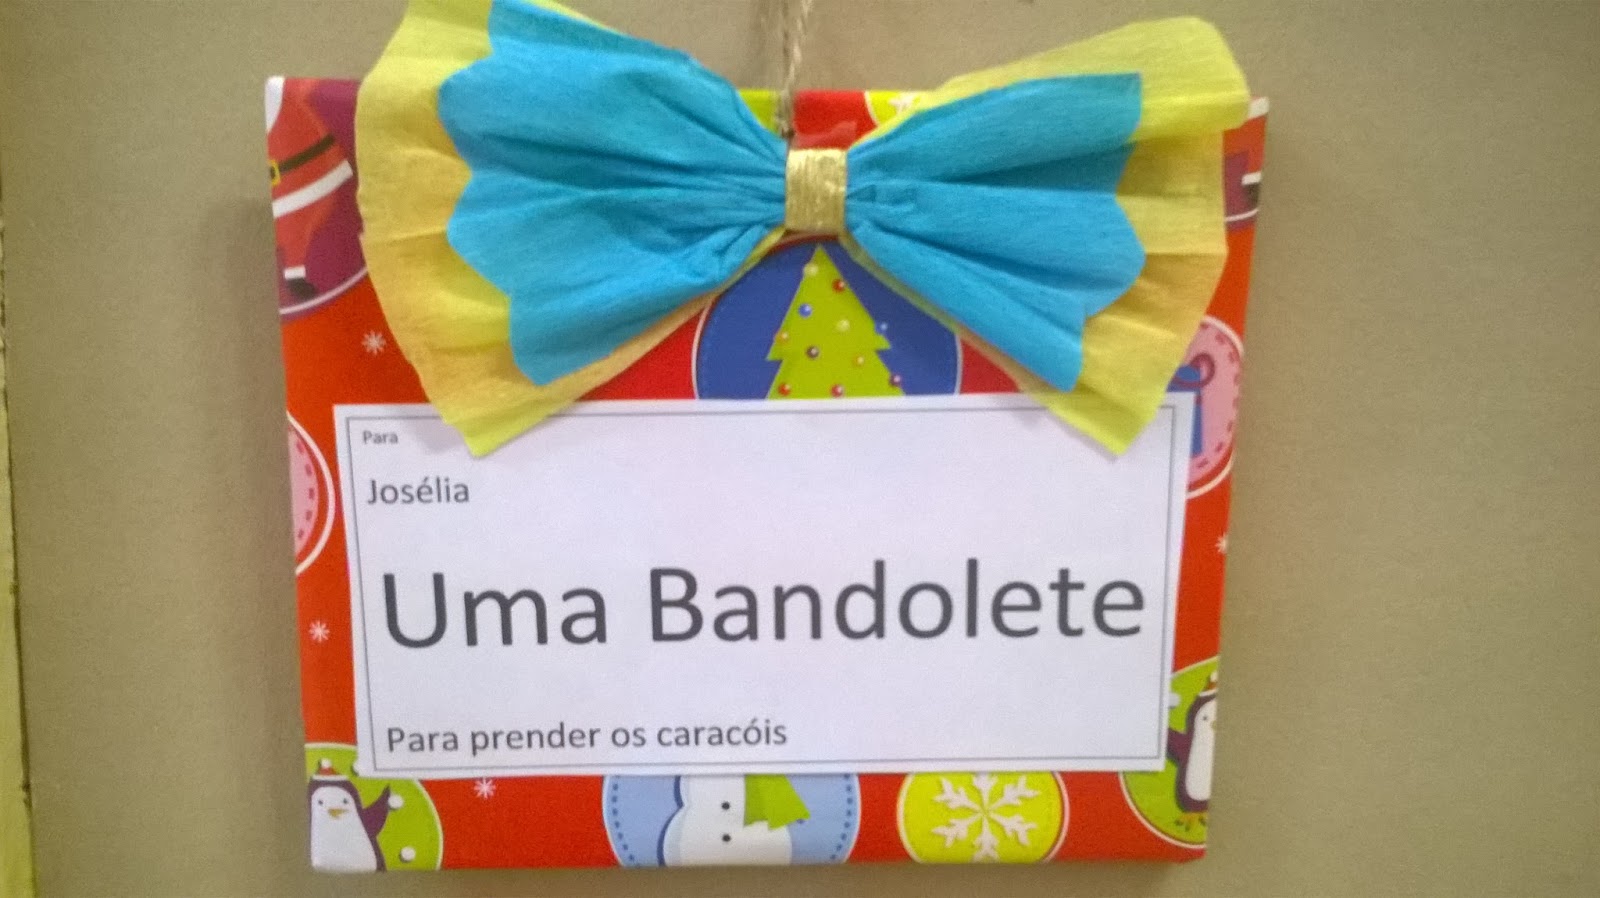 Para
Josélia
Uma Bandolete
Para prender os caracóis